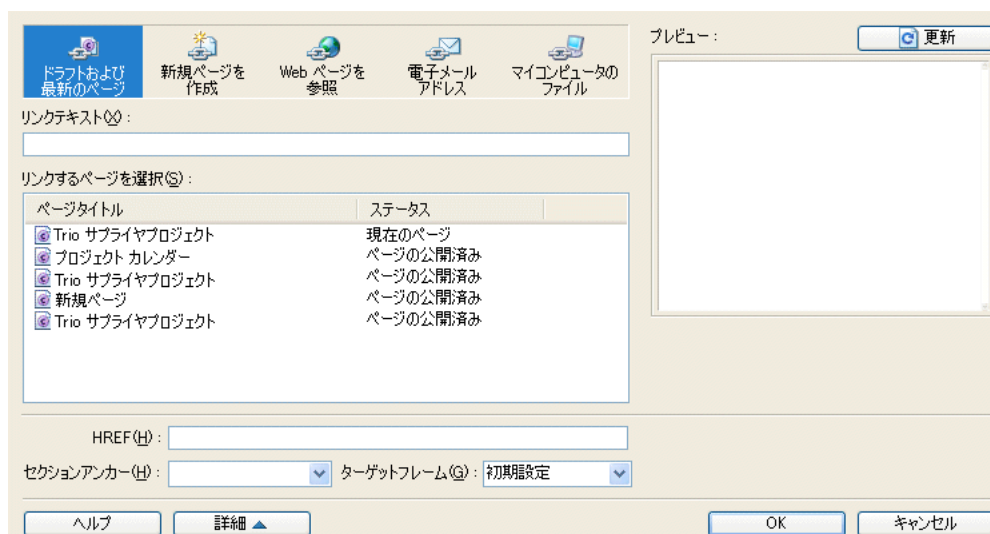 ドラフトおよび
最新のページ
新規ページを
作成
Web ページを
参照
電子メール
アドレス
マイコンピュータの
ファイル
プレビュー :
更新
リンクテキスト(X) :
リンクするページを選択(S) :
ページタイトル ステータス
Trio サプライヤプロジェクト 現在のページ
プロジェクト カレンダー ページの公開済み
Trio サプライヤプロジェクト ページの公開済み
新規ページ ページの公開済み
Trio サプライヤプロジェクト ページの公開済み
HREF(H) :
セクションアンカー(H) : ターゲットフレーム(G) : 初期設定
ヘルプ 詳細 OK キャンセル